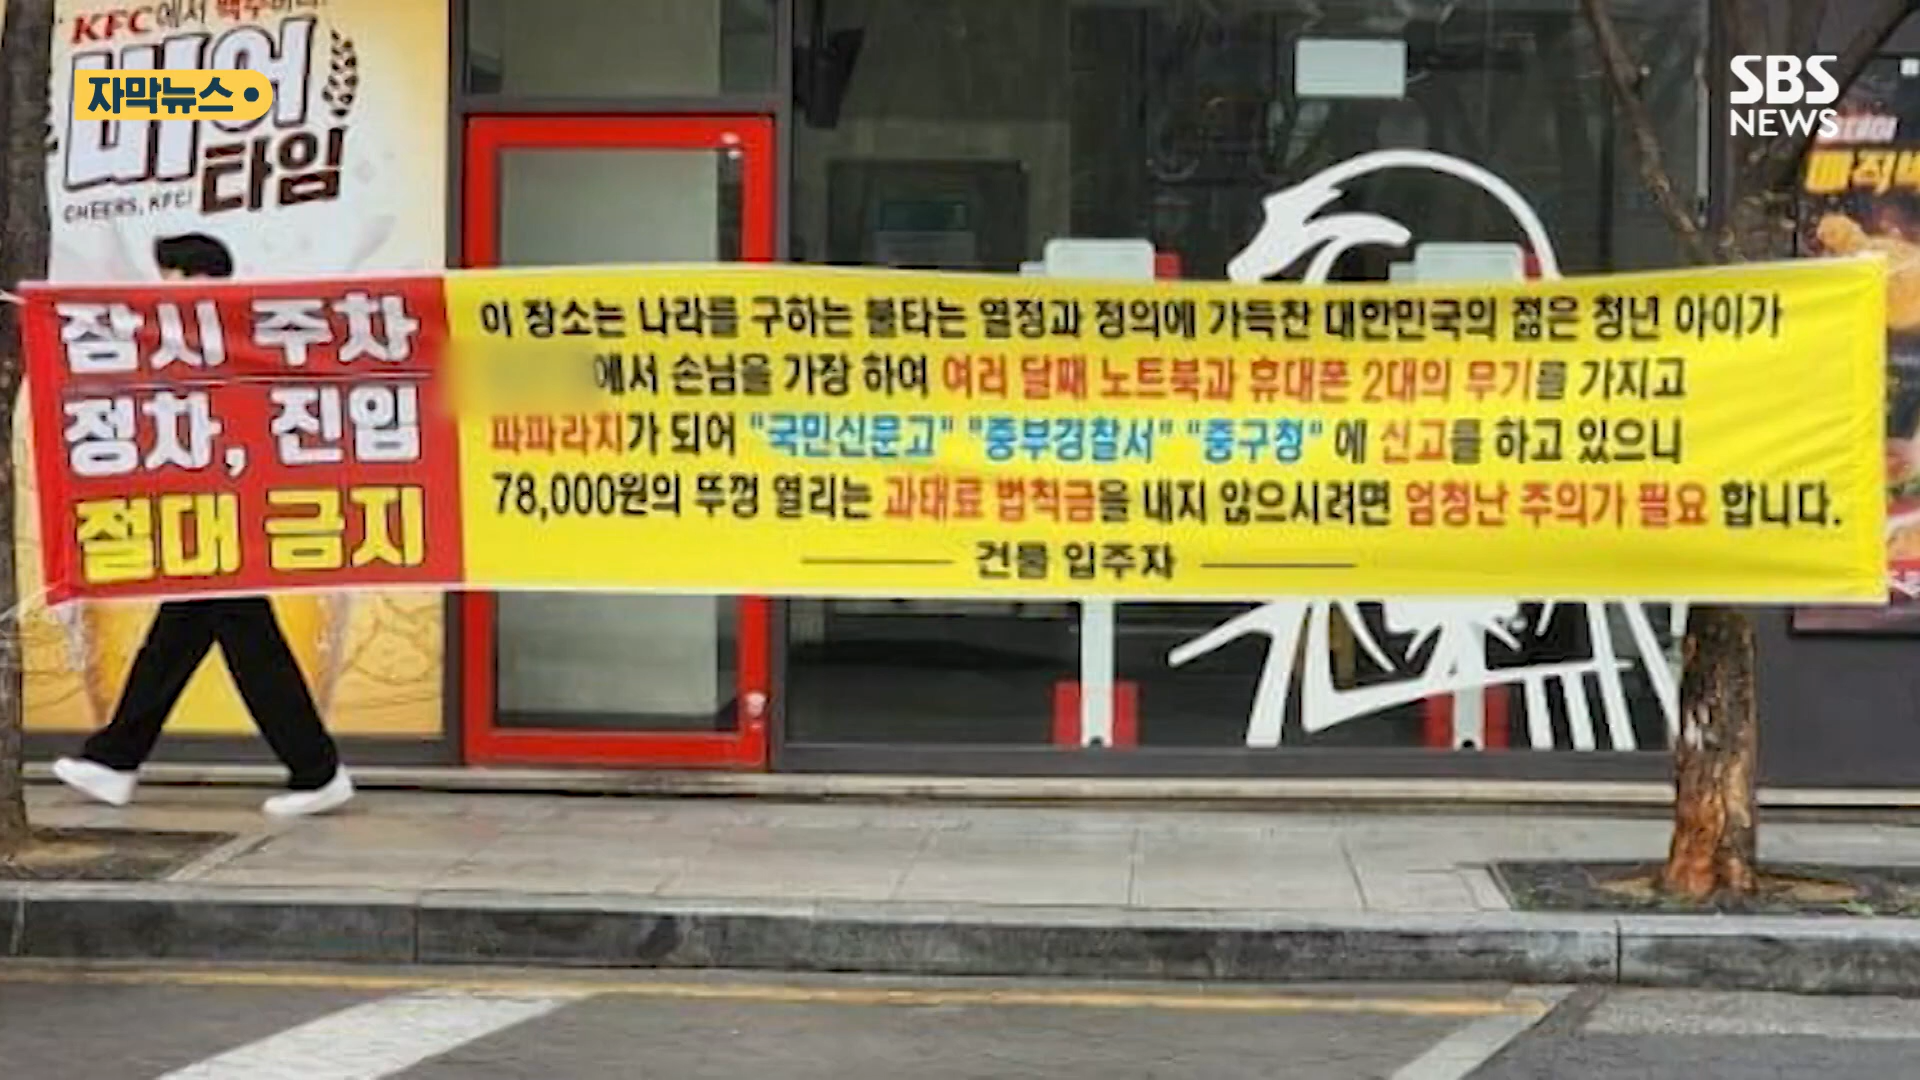 KFC에서
비어
타임
CHEERS, KFC!
자막뉴스
SBS
NEWS
잠시 주차
정차, 진입
절대 금지
이 장소는 나라를 구하는 불타는 열정과 정의에 가득찬 대한민국의 젊은 청년 아이가
에서 손님을 가장 하여 여러 달째 노트북과 휴대폰 2대의 무기를 가지고
파파라치가 되어 "국민신문고" "중부경찰서" "중구청" 에 신고를 하고 있으니
78,000원의 뚜껑 열리는 과태료 법칙금을 내지 않으시려면 엄청난 주의가 필요 합니다.
건물 입주자